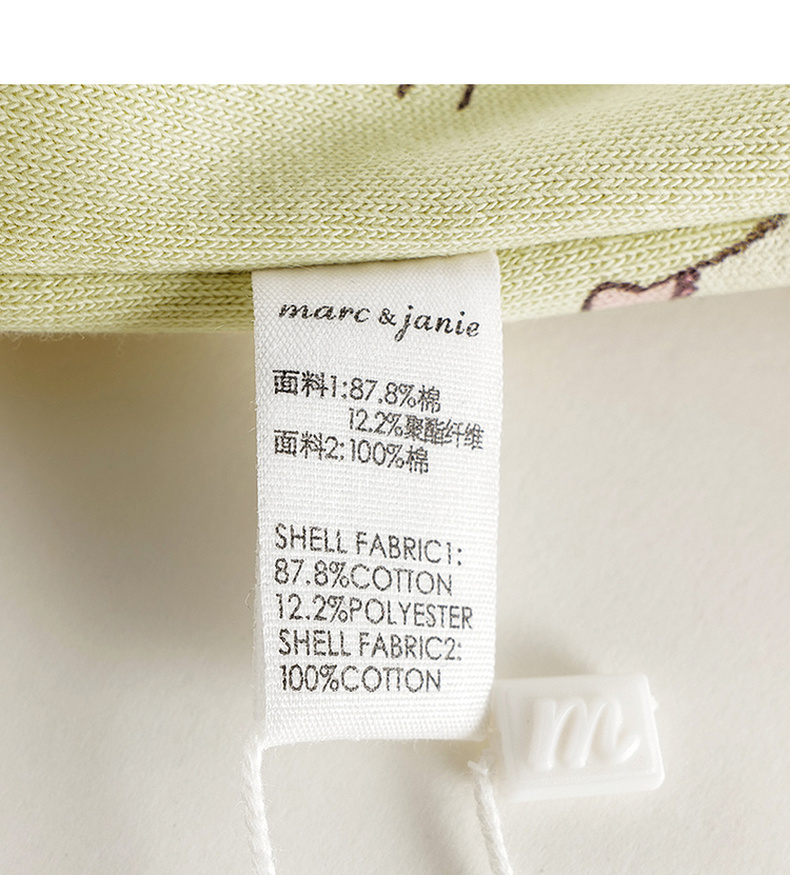 marc & janie
面料1:87.8%棉
12.2%聚酯纤维
面料2:100%棉
SHELL FABRIC1:
87.8%COTTON
12.2%POLYESTER
SHELL FABRIC2:
100%COTTON
m